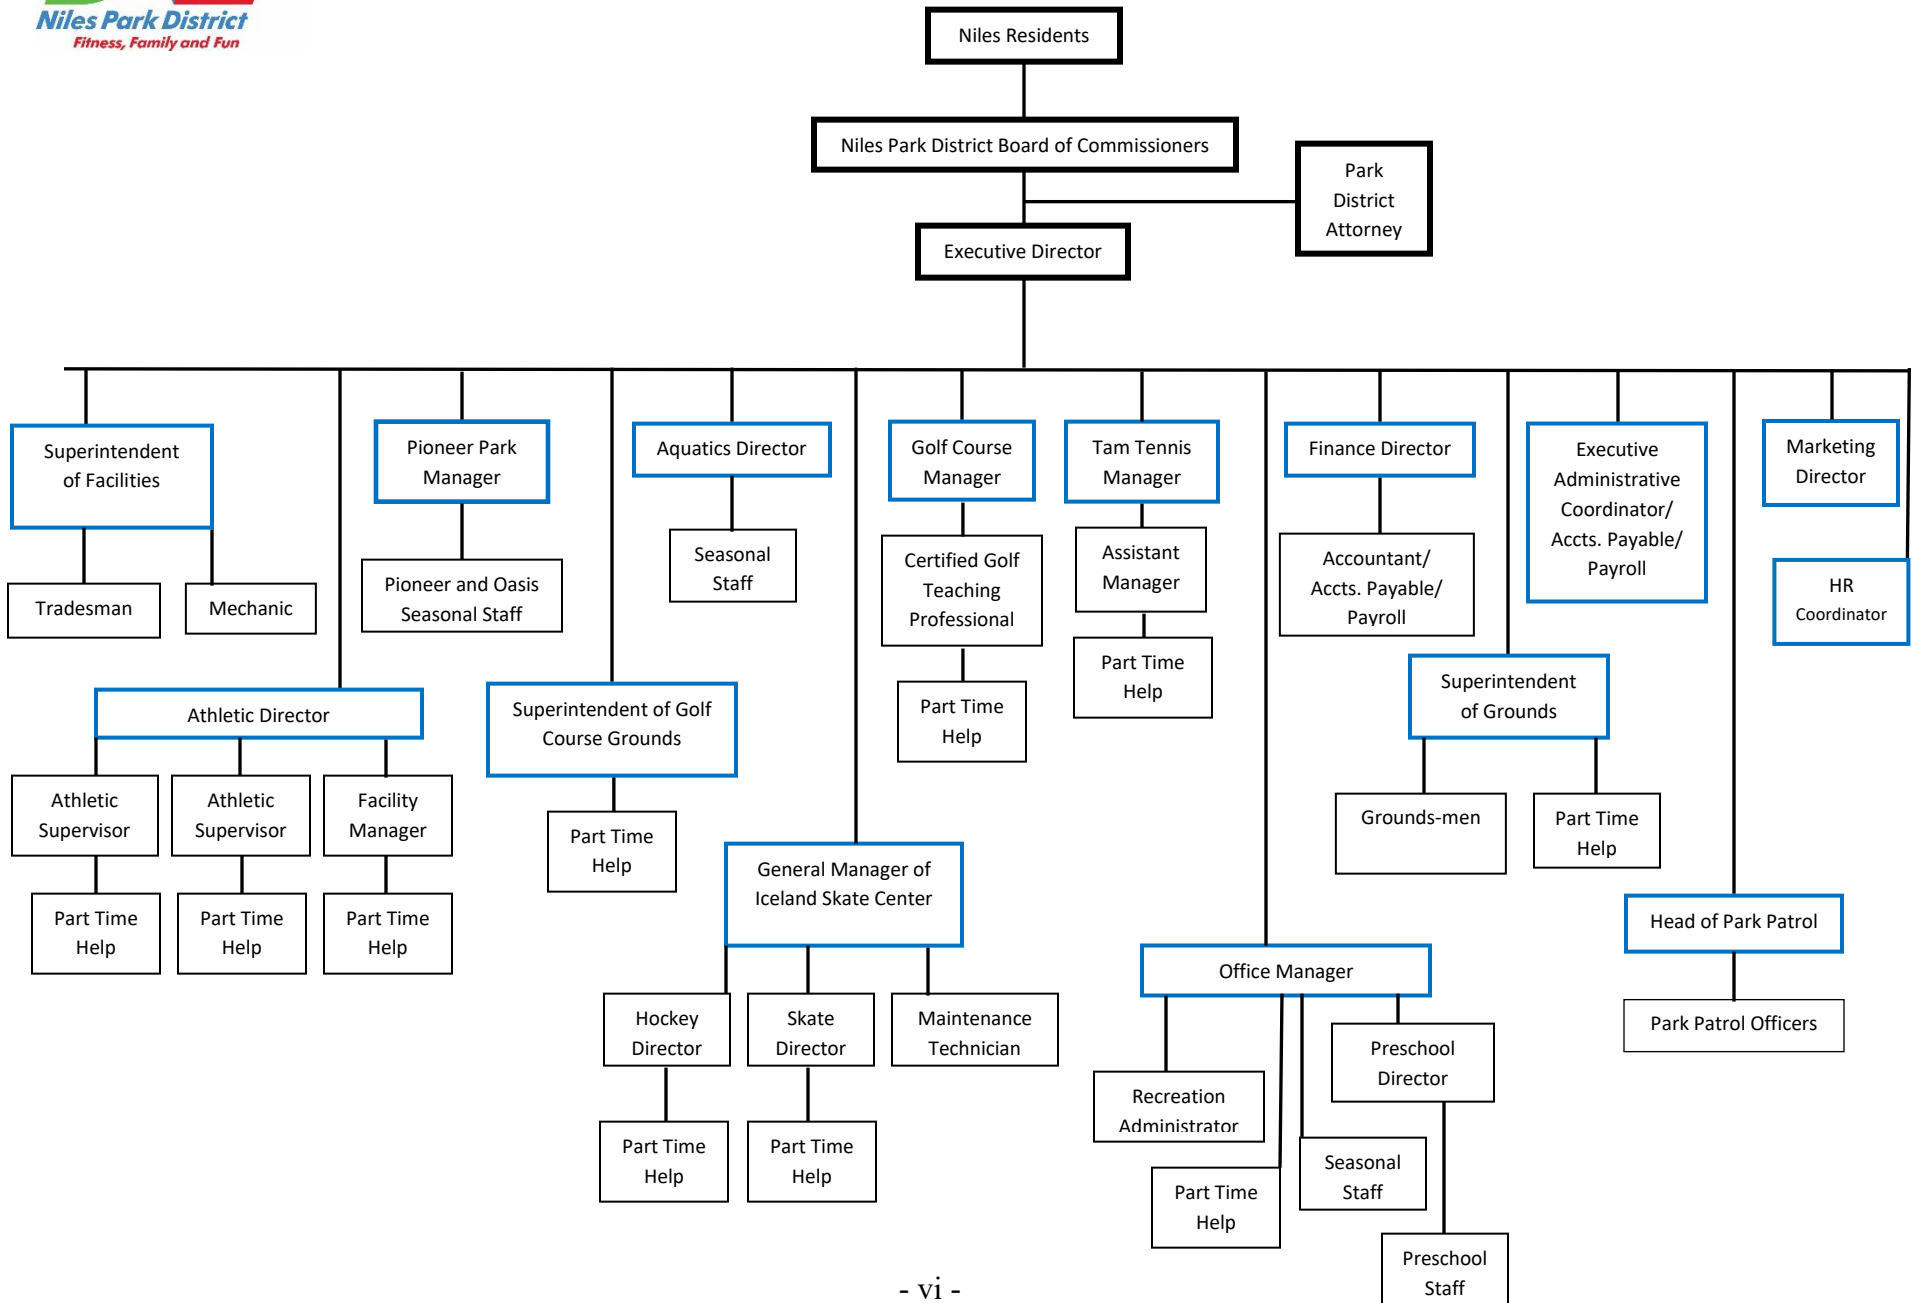 Niles Park District
Fitness, Family and Fun
Niles Residents
Niles Park District Board of Commissioners
Park
District
Attorney
Executive Director
Superintendent
of Facilities
Tradesman
Mechanic
Pioneer Park
Manager
Pioneer and Oasis
Seasonal Staff
Aquatics Director
Seasonal
Staff
Golf Course
Manager
Certified Golf
Teaching
Professional
Part Time
Help
Tam Tennis
Manager
Assistant
Manager
Part Time
Help
Finance Director
Accountant/
Accts. Payable/
Payroll
Executive
Administrative
Coordinator/
Accts. Payable/
Payroll
Marketing
Director
HR
Coordinator
Athletic Director
Athletic
Supervisor
Part Time
Help
Athletic
Supervisor
Part Time
Help
Facility
Manager
Part Time
Help
Superintendent of Golf
Course Grounds
Part Time
Help
General Manager of
Iceland Skate Center
Hockey
Director
Part Time
Help
Skate
Director
Part Time
Help
Maintenance
Technician
Superintendent
of Grounds
Grounds-men
Part Time
Help
Office Manager
Recreation
Administrator
Part Time
Help
Seasonal
Staff
Preschool
Director
Preschool
Staff
Head of Park Patrol
Park Patrol Officers
- vi -